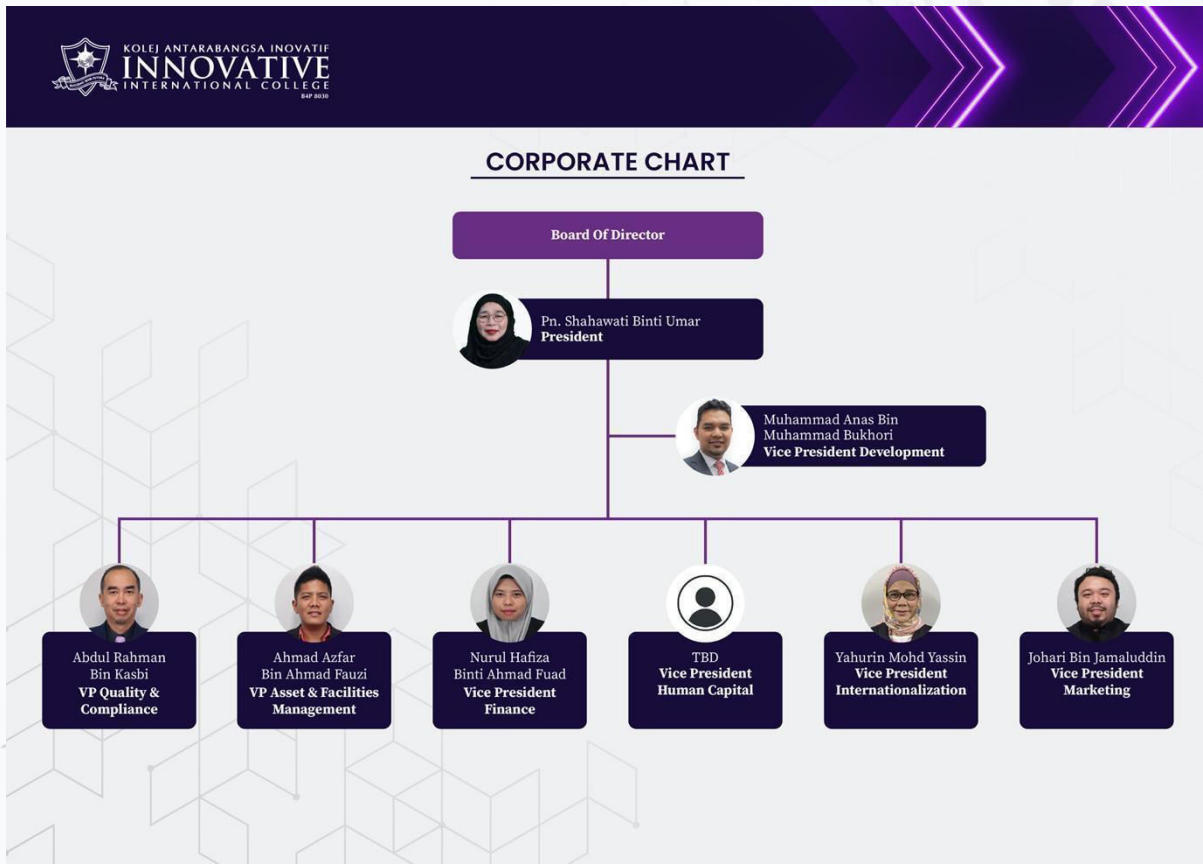 KOLEJ ANTARABANGSA INOVATIF
INNOVATIVE
INTERNATIONAL COLLEGE
B4P 8030
CORPORATE CHART
Board Of Director
Pn. Shahawati Binti Umar
President
Muhammad Anas Bin
Muhammad Bukhori
Vice President Development
Abdul Rahman
Bin Kasbi
VP Quality &
Compliance
Ahmad Azfar
Bin Ahmad Fauzi
VP Asset & Facilities
Management
Nurul Hafiza
Binti Ahmad Fuad
Vice President
Finance
TBD
Vice President
Human Capital
Yahurin Mohd Yassin
Vice President
Internationalization
Johari Bin Jamaluddin
Vice President
Marketing